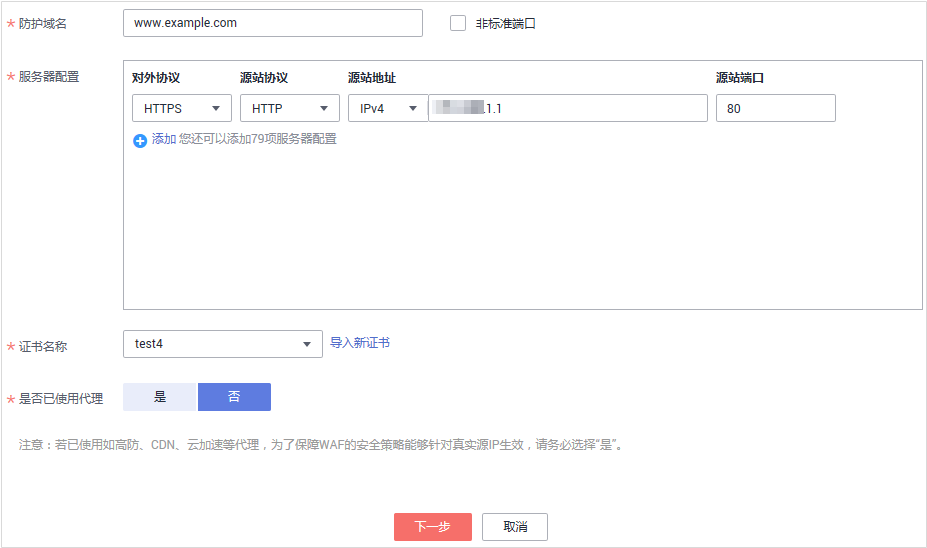 * 防护域名 www.example.com 非标准端口
* 服务器配置 对外协议 源站协议 源站地址 源站端口
HTTPS HTTP IPv4 .1.1 80
添加 您还可以添加79项服务器配置
* 证书名称 test4 导入新证书
* 是否已使用代理 是 否
注意：若已使用如高防、CDN、云加速等代理，为了保障WAF的安全策略能够针对真实源IP生效，请务必选择“是”。
下一步 取消